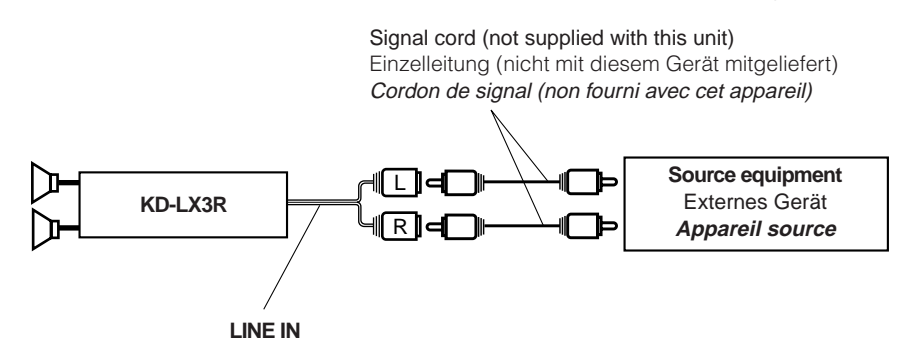 Signal cord (not supplied with this unit)
Einzelleitung (nicht mit diesem Gerät mitgeliefert)
Cordon de signal (non fourni avec cet appareil)
L
KD-LX3R
R
Source equipment
Externes Gerät
Appareil source
LINE IN